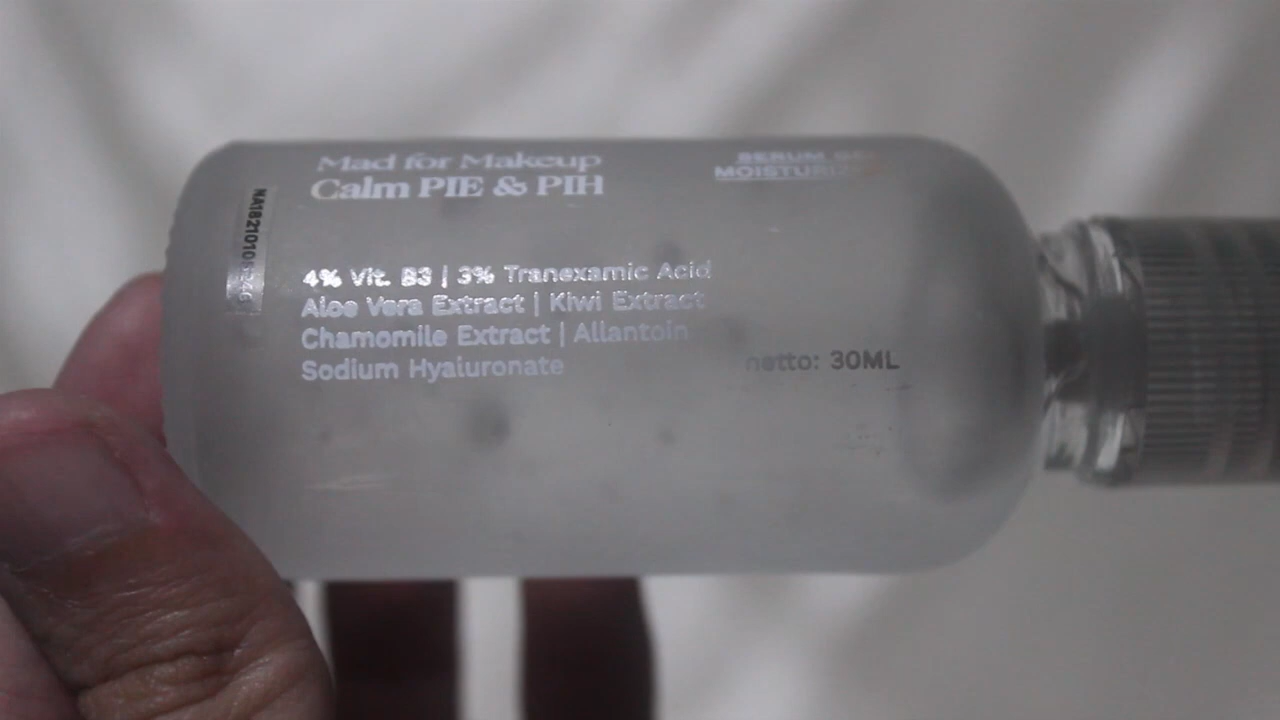 Mad for Makeup
Calm PIE & PIH
SERUM
4% Vit. B3 | 3% Tranexamic Acid
Aloe Vera Extract | Kiwi Extract
Chamomile Extract | Allantoin
Sodium Hyaluronate
netto: 30ML